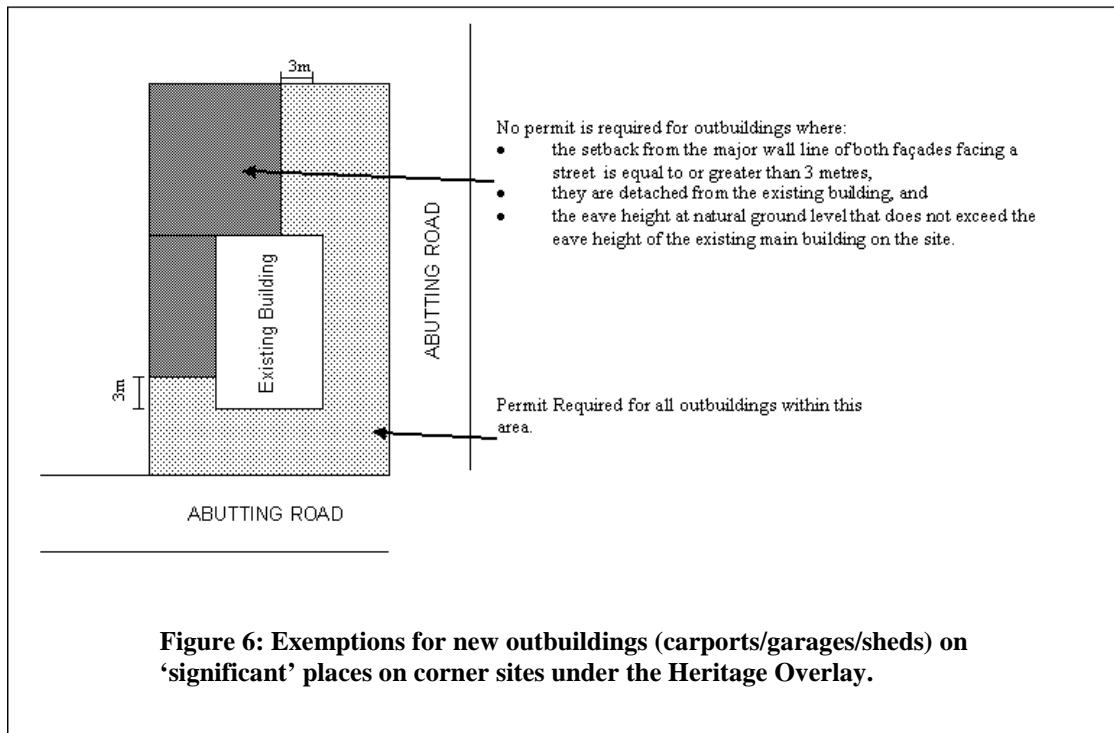 3m
No permit is required for outbuildings where:
• the setback from the major wall line of both façades facing a
street is equal to or greater than 3 metres,
• they are detached from the existing building, and
• the eave height at natural ground level that does not exceed the
eave height of the existing main building on the site.
ABUTTING ROAD
Existing Building
3m
Permit Required for all outbuildings within this
area.
ABUTTING ROAD
Figure 6: Exemptions for new outbuildings (carports/garages/sheds) on
‘significant’ places on corner sites under the Heritage Overlay.